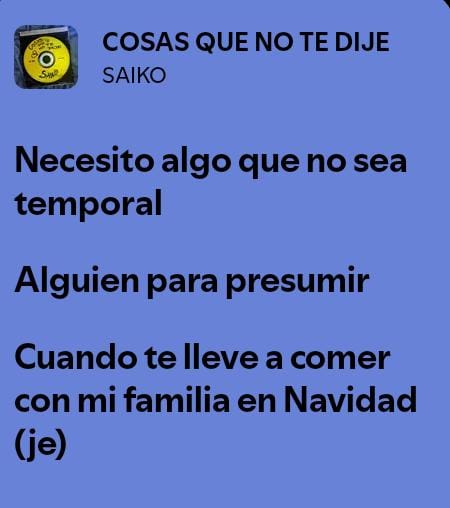 COSAS QUE NO TE DIJE
SAIKO
Necesito algo que no sea
temporal
Alguien para presumir
Cuando te lleve a comer
con mi familia en Navidad
(je)